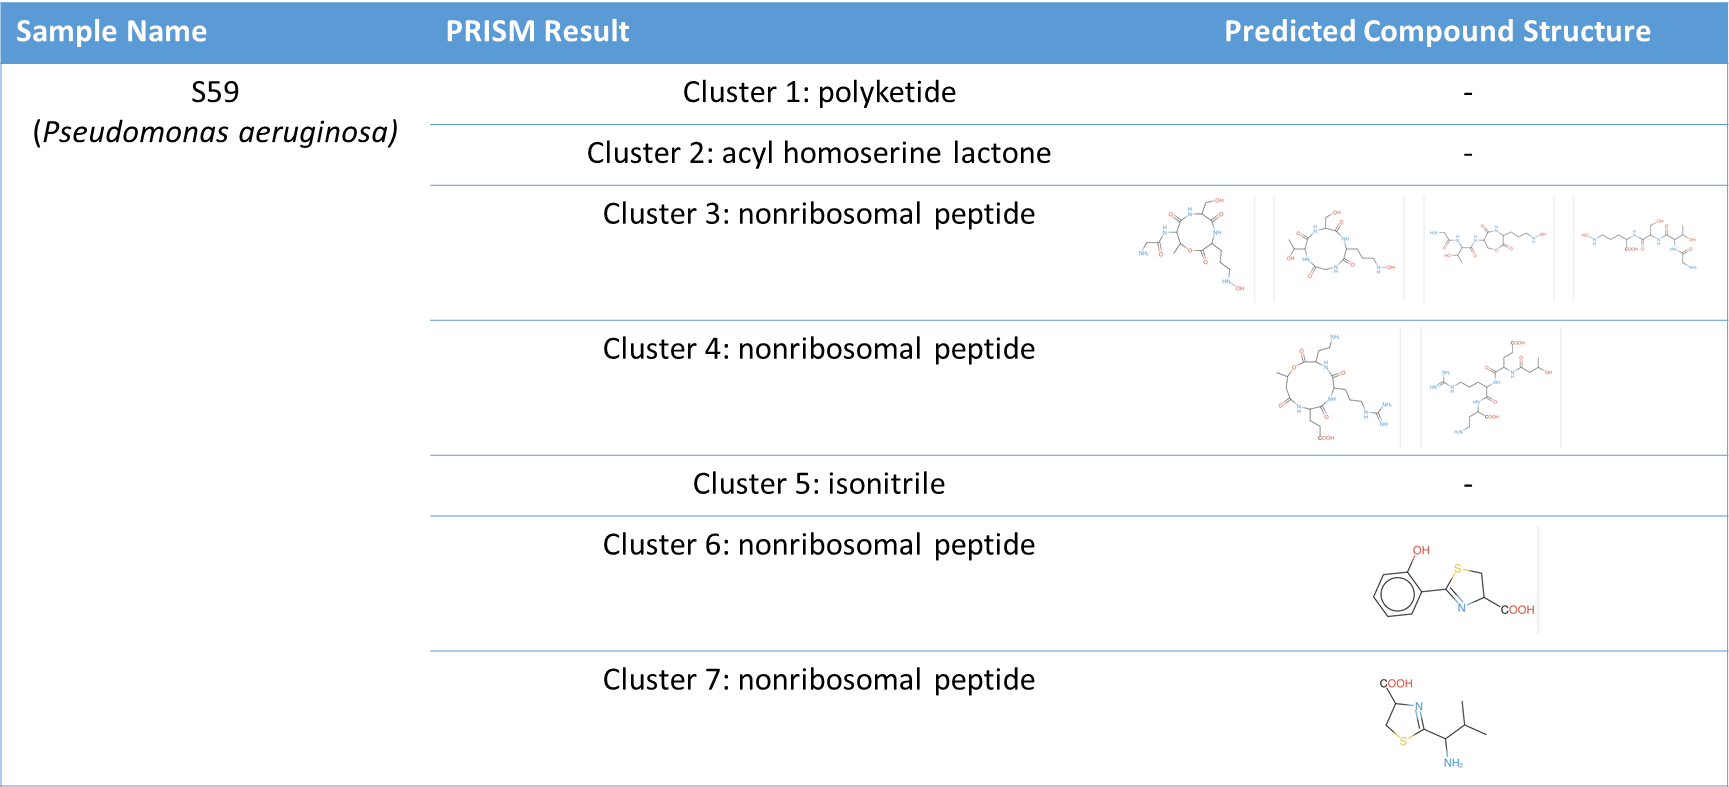 Sample Name PRISM Result Predicted Compound Structure
S59 Cluster 1: polyketide -
(Pseudomonas aeruginosa)
Cluster 2: acyl homoserine lactone -
Cluster 3: nonribosomal peptide
Cluster 4: nonribosomal peptide
Cluster 5: isonitrile -
Cluster 6: nonribosomal peptide
OH
S
N
COOH
Cluster 7: nonribosomal peptide
COOH
N
S
NH₂